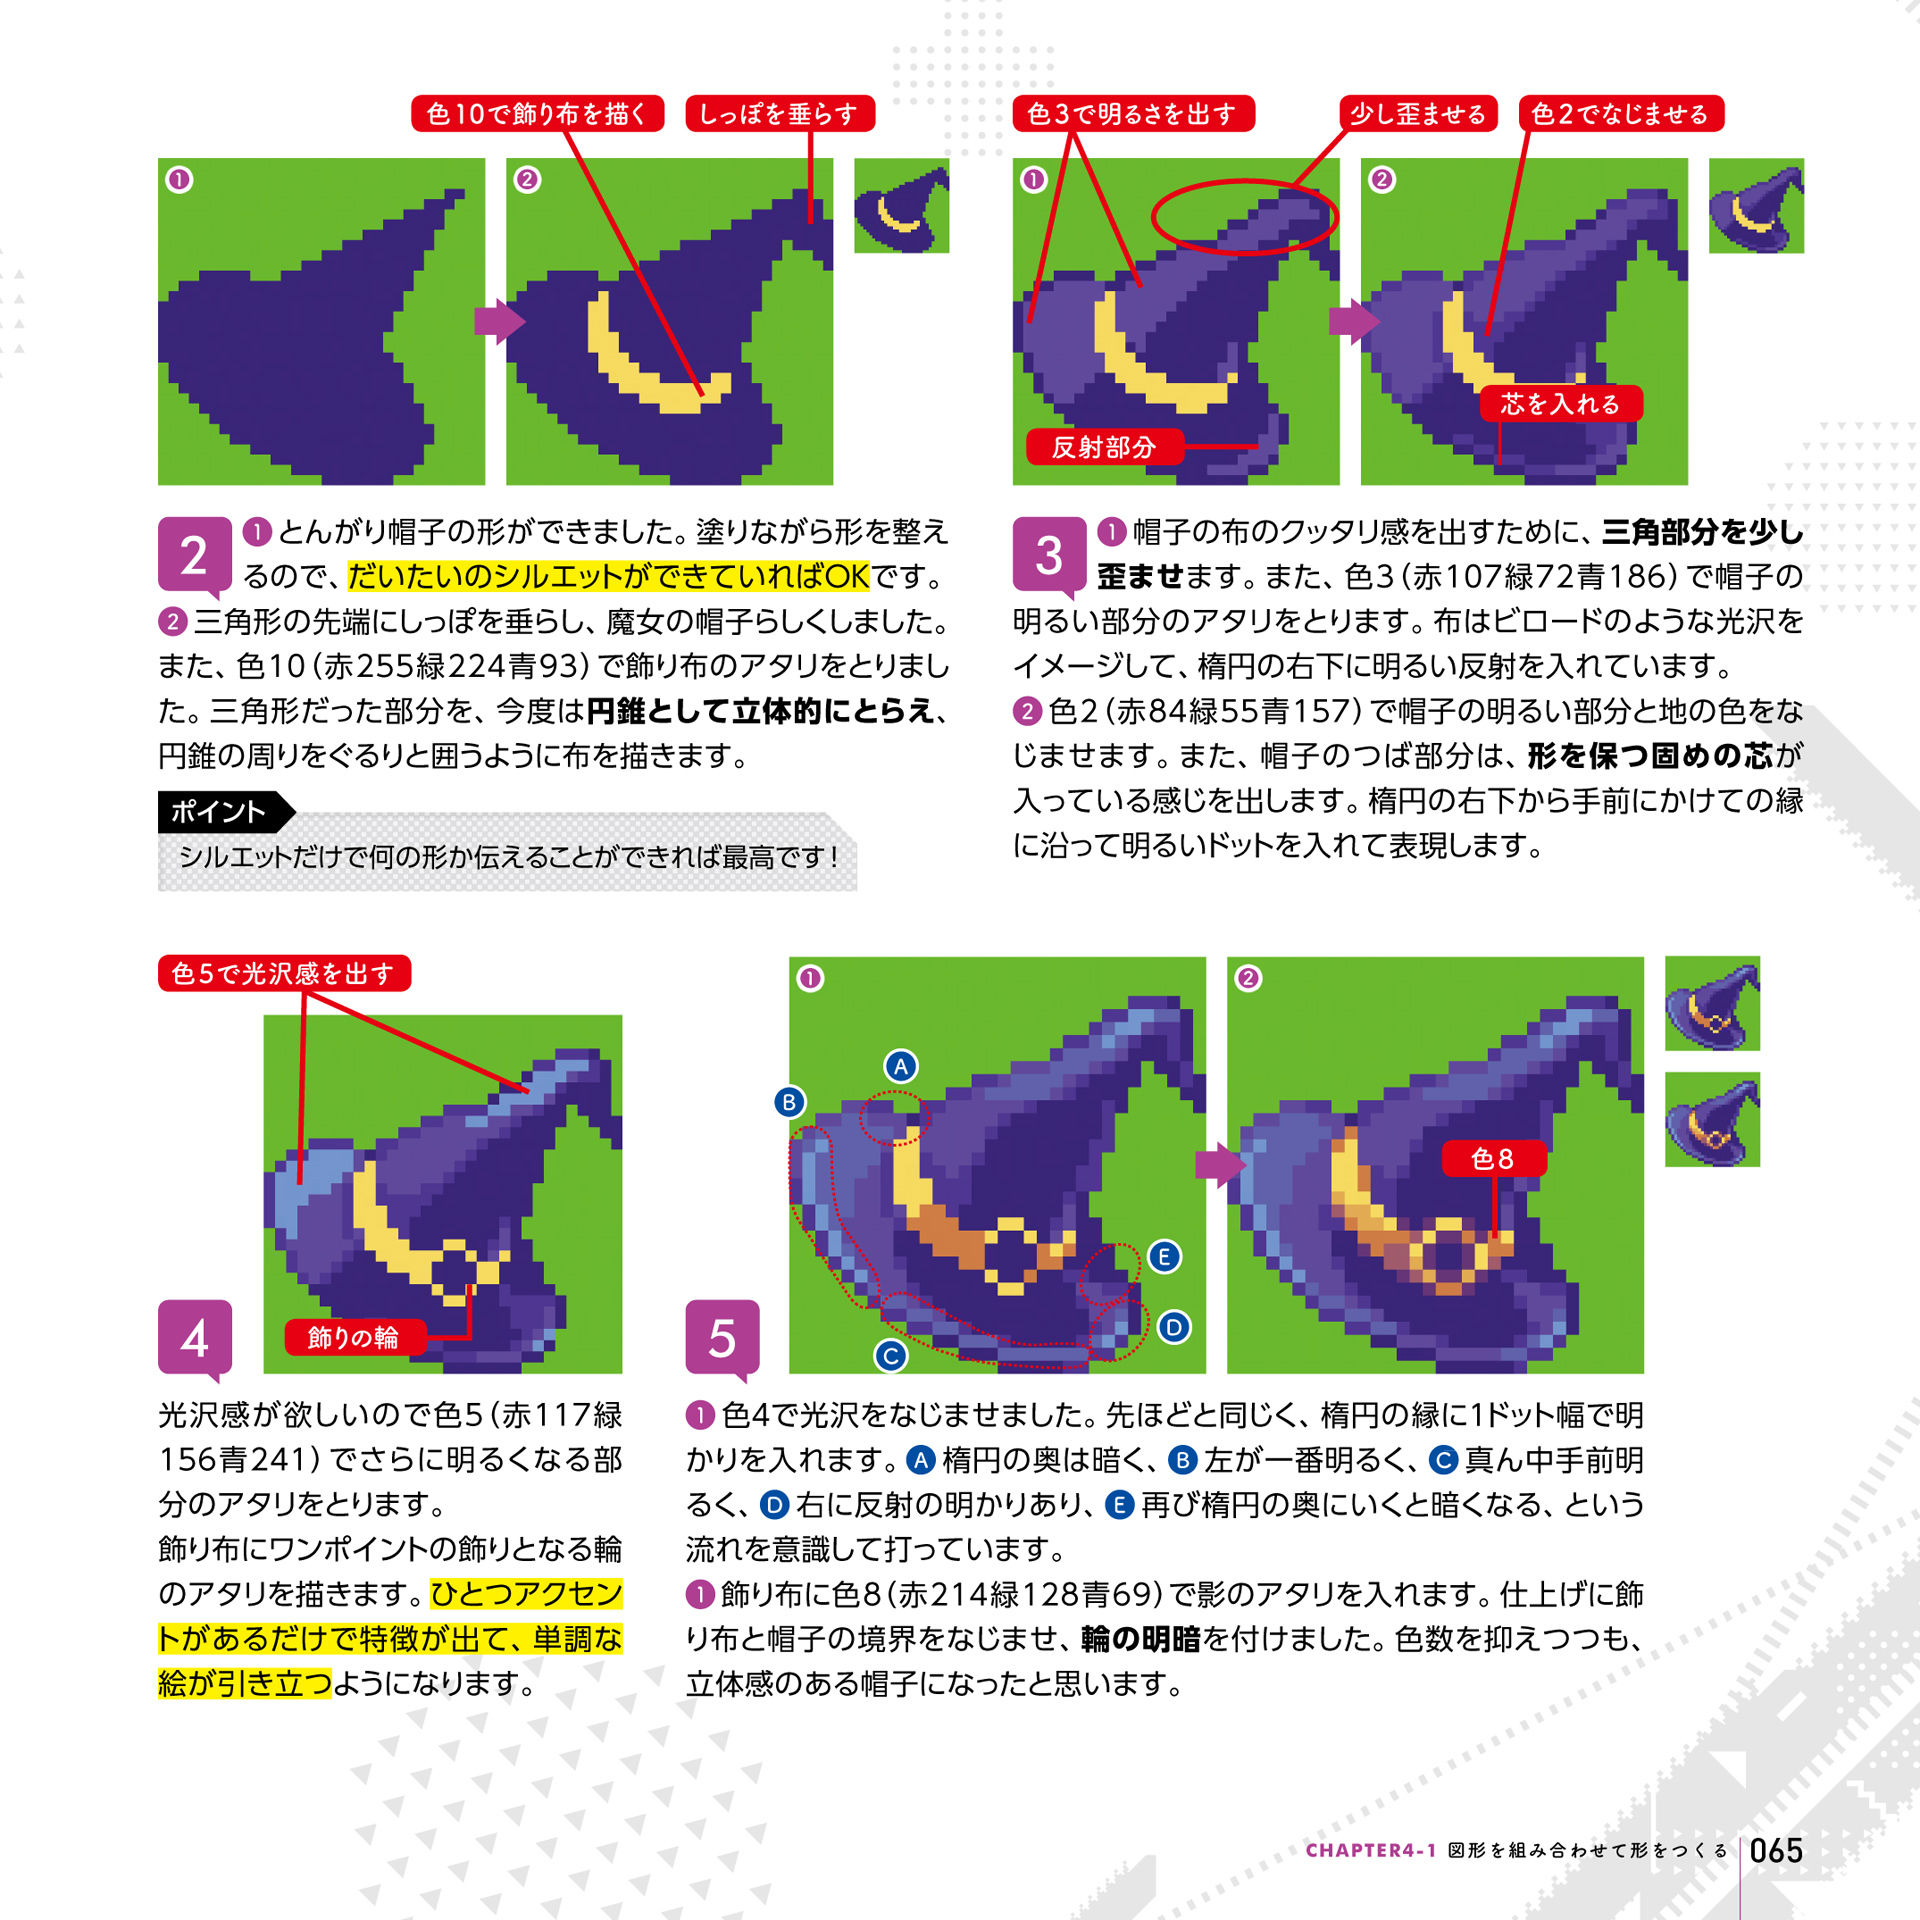 色10で飾り布を描く
しっぽを垂らす
1
2
2
1 とんがり帽子の形ができました。塗りながら形を整え
るので、だいたいのシルエットができていればOKです。
2 三角形の先端にしっぽを垂らし、魔女の帽子らしくしました。
また、色10(赤255緑224青93)で飾り布のアタリをとりまし
た。三角形だった部分を、今度は円錐として立体的にとらえ、
円錐の周りをぐるりと囲うように布を描きます。
ポイント
シルエットだけで何の形か伝えることができれば最高です!
色3で明るさを出す
少し歪ませる
色2でなじませる
1
2
芯を入れる
反射部分
3
1 帽子の布のクッタリ感を出すために、三角部分を少し
歪ませます。また、色3(赤107緑72青186)で帽子の
明るい部分のアタリをとります。布はビロードのような光沢を
イメージして、楕円の右下に明るい反射を入れています。
2 色2(赤84緑55青157)で帽子の明るい部分と地の色をな
じませます。また、帽子のつば部分は、形を保つ固めの芯が
入っている感じを出します。楕円の右下から手前にかけての縁
に沿って明るいドットを入れて表現します。
色5で光沢感を出す
飾りの輪
4
光沢感が欲しいので色5(赤117緑
156青241)でさらに明るくなる部
分のアタリをとります。
飾り布にワンポイントの飾りとなる輪
のアタリを描きます。ひとつアクセン
トがあるだけで特徴が出て、単調な
絵が引き立つようになります。
1
2
A
B
色8
E
D
C
5
1 色4で光沢をなじませました。先ほどと同じく、楕円の縁に1ドット幅で明
かりを入れます。A 楕円の奥は暗く、B 左が一番明るく、C 真ん中手前明
るく、D 右に反射の明かりあり、E 再び楕円の奥にいくと暗くなる、という
流れを意識して打っています。
1 飾り布に色8(赤214緑128青69)で影のアタリを入れます。仕上げに飾
り布と帽子の境界をなじませ、輪の明暗を付けました。色数を抑えつつも、
立体感のある帽子になったと思います。
CHAPTER4-1 図形を組み合わせて形をつくる 065